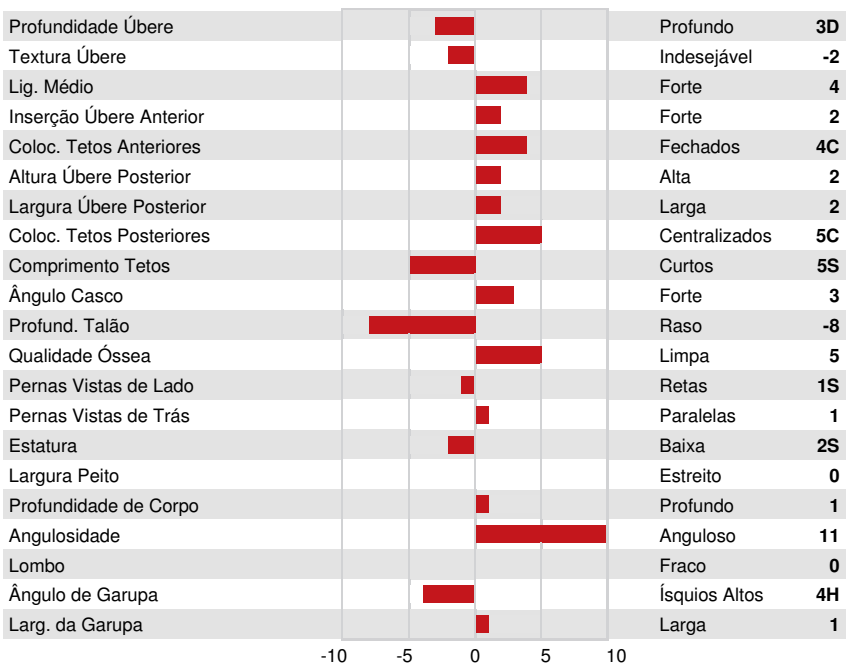 Profundidade Úbere Profundo 3D
Textura Úbere Indesejável -2
Lig. Médio Forte 4
Inserção Úbere Anterior Forte 2
Coloc. Tetos Anteriores Fechados 4C
Altura Úbere Posterior Alta 2
Largura Úbere Posterior Larga 2
Coloc. Tetos Posteriores Centralizados 5C
Comprimento Tetos Curtos 5S
Ângulo Casco Forte 3
Profund. Talão Raso -8
Qualidade Óssea Limpa 5
Pernas Vistas de Lado Retas 1S
Pernas Vistas de Trás Paralelas 1
Estatura Baixa 2S
Largura Peito Estreito 0
Profundidade de Corpo Profundo 1
Angulosidade Anguloso 11
Lombo Fraco 0
Ângulo de Garupa Ísquios Altos 4H
Larg. da Garupa Larga 1
-10 -5 0 5 10